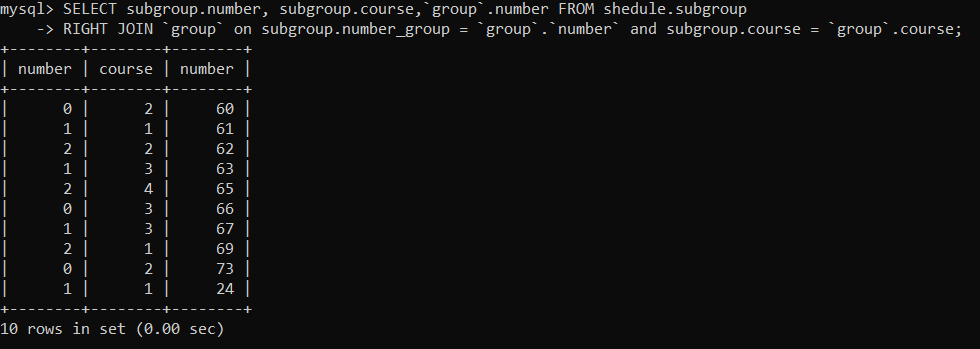 mysql> SELECT subgroup.number, subgroup.course,`group`.number FROM shedule.subgroup
    -> RIGHT JOIN `group` on subgroup.number_group = `group`.`number` and subgroup.course = `group`.course;
+--------+--------+--------+
| number | course | number |
+--------+--------+--------+
|      0 |      2 |     60 |
|      1 |      1 |     61 |
|      2 |      2 |     62 |
|      1 |      3 |     63 |
|      2 |      4 |     65 |
|      0 |      3 |     66 |
|      1 |      3 |     67 |
|      2 |      1 |     69 |
|      0 |      2 |     73 |
|      1 |      1 |     24 |
+--------+--------+--------+
10 rows in set (0.00 sec)